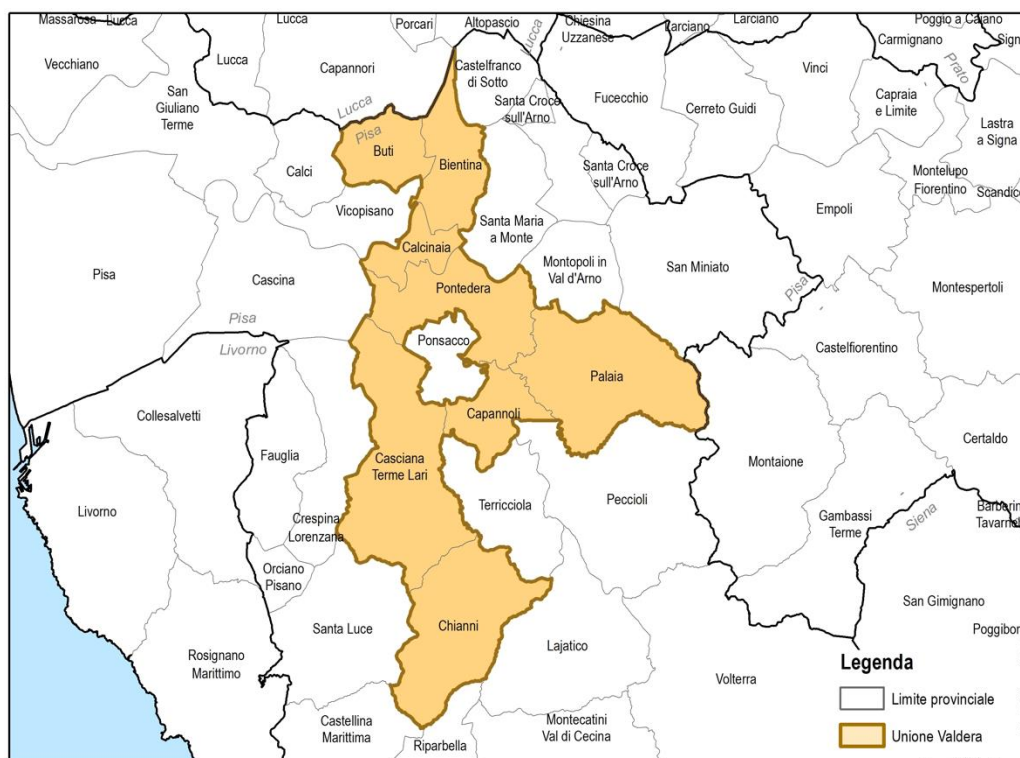 Massarosa
Lucca
Lucca
Porcari
Altopascio
Chiesina
Uzzanese
Larciano
Larciano
Poggio a Caiano
Vecchiano
Lucca
Capannori
Castelfranco
di Sotto
Lucca
Vinci
Carmignano
Sign
Prato
San
Giuliano
Terme
Lucca
Pisa
Santa Croce
sull'Arno
Fucecchio
Cerreto Guidi
Capraia
e Limite
Lastra
a Signa
Calci
Buti
Bientina
Santa Croce
sull'Arno
Montelupo
Fiorentino
Scandicc
Vicopisano
Santa Maria
a Monte
Empoli
Pisa
Cascina
Calcinaia
Pontedera
Montopoli in
Val d'Arno
San Miniato
Pisa
Montespertoli
Pisa
Livorno
Ponsacco
Castelfiorentino
Collesalvetti
Palaia
Capannoli
Certaldo
Livorno
Fauglia
Casciana
Terme Lari
Terricciola
Peccioli
Montaione
Crespina
Lorenzana
Gambassi
Terme
Siena
Barberin
Tavarnel
Orciano
Pisano
San Gimignano
Santa Luce
Chianni
Lajatico
Poggibon
Rosignano
Marittimo
Volterra
Castellina
Marittima
Riparbella
Montecatini
Val di Cecina
Legenda
Limite provinciale
Unione Valdera